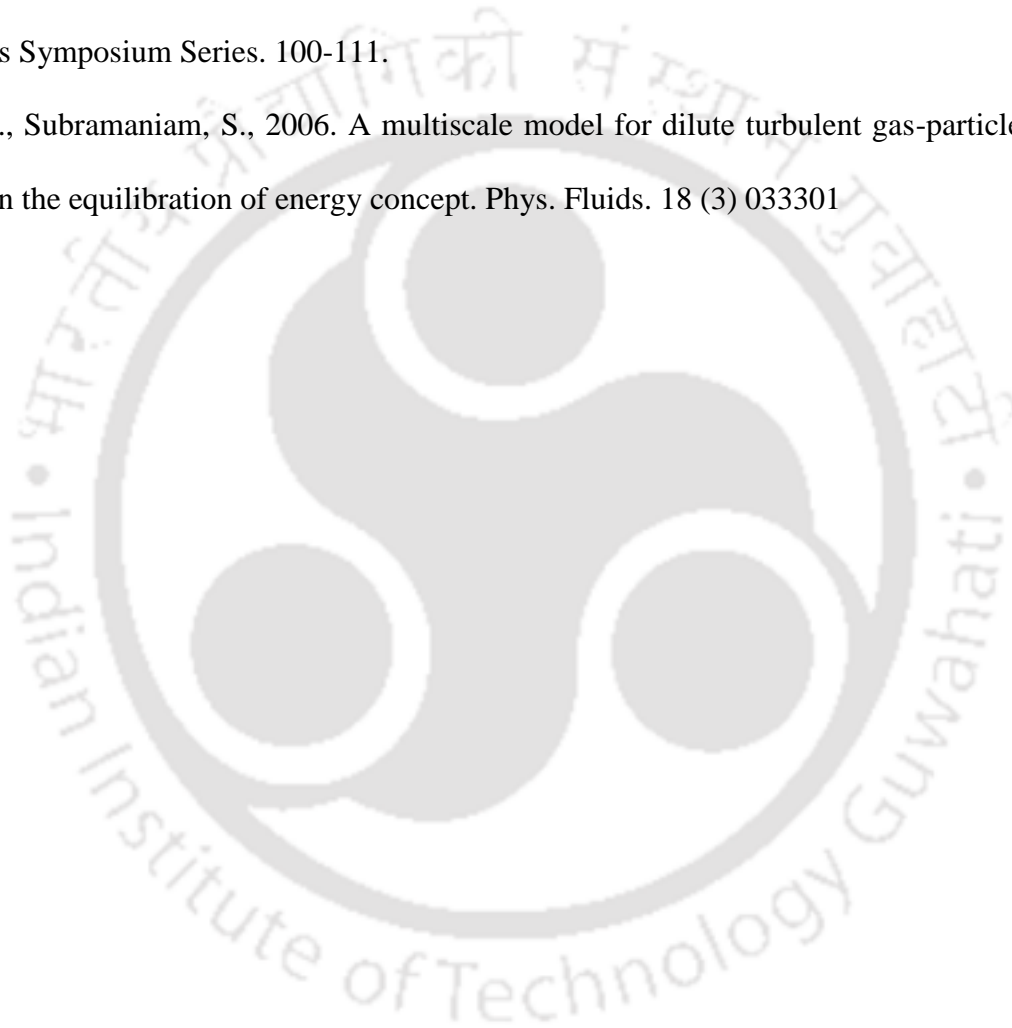 s Symposium Series. 100-111.
., Subramaniam, S., 2006. A multiscale model for dilute turbulent gas-particle
n the equilibration of energy concept. Phys. Fluids. 18 (3) 033301
भारतीय प्रौद्योगिकी संस्थान गुवाहाटी
• Indian Institute of Technology Guwahati •